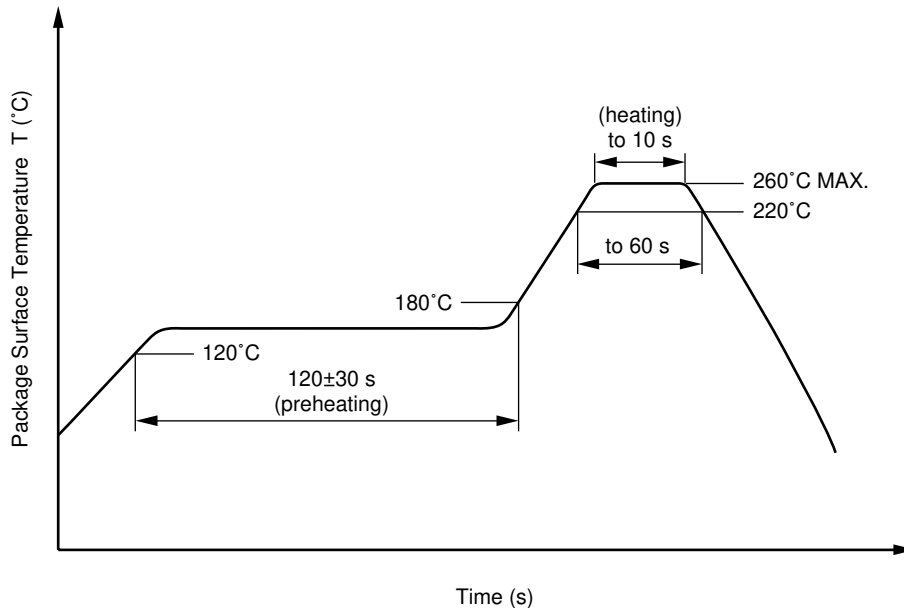 Package Surface Temperature T (˚C)
(heating)
to 10 s
260˚C MAX.
220˚C
to 60 s
180˚C
120˚C
120±30 s
(preheating)
Time (s)